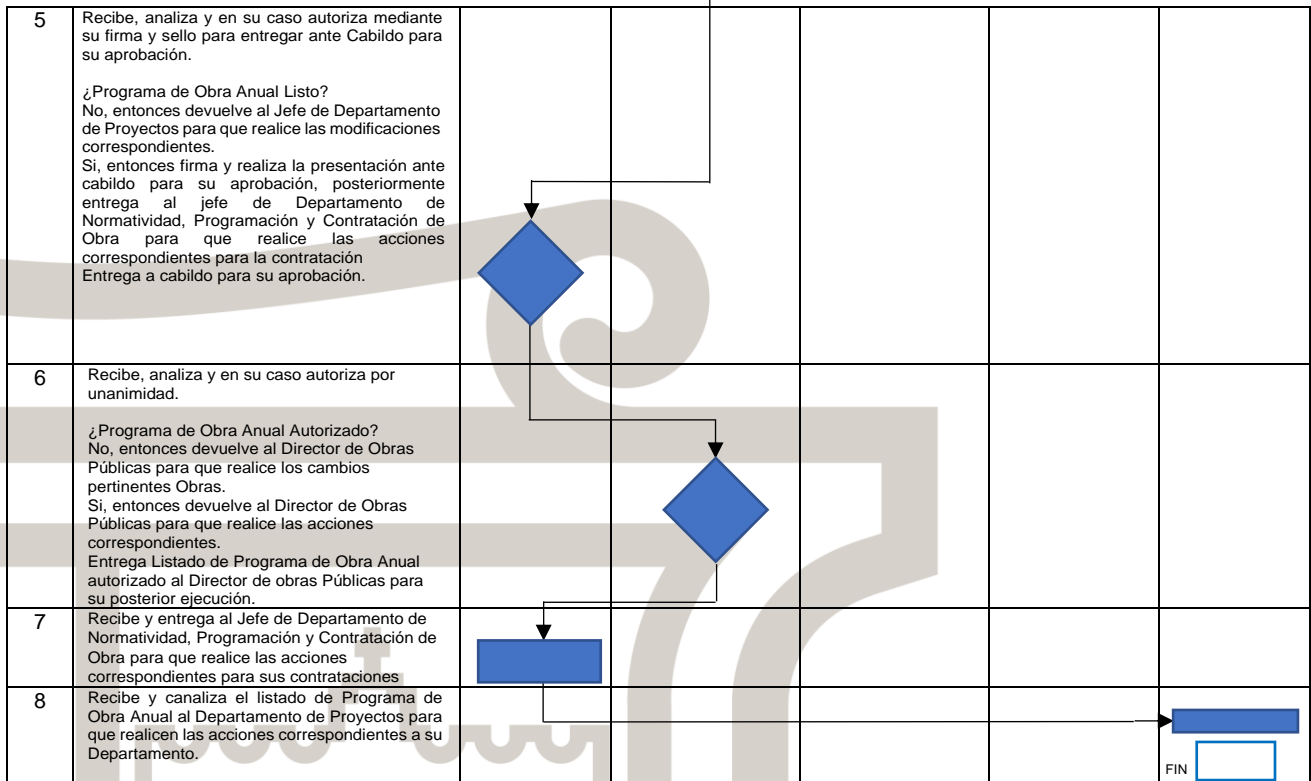 5
Recibe, analiza y en su caso autoriza mediante
su firma y sello para entregar ante Cabildo para
su aprobación.
¿Programa de Obra Anual Listo?
No, entonces devuelve al Jefe de Departamento
de Proyectos para que realice las modificaciones
correspondientes.
Si, entonces firma y realiza la presentación ante
cabildo para su aprobación, posteriormente
entrega al jefe de Departamento de
Normatividad, Programación y Contratación de
Obra para que realice las acciones
correspondientes para la contratación
Entrega a cabildo para su aprobación.
6
Recibe, analiza y en su caso autoriza por
unanimidad.
¿Programa de Obra Anual Autorizado?
No, entonces devuelve al Director de Obras
Públicas para que realice los cambios
pertinentes Obras.
Si, entonces devuelve al Director de Obras
Públicas para que realice las acciones
correspondientes.
Entrega Listado de Programa de Obra Anual
autorizado al Director de obras Públicas para
su posterior ejecución.
7
Recibe y entrega al Jefe de Departamento de
Normatividad, Programación y Contratación de
Obra para que realice las acciones
correspondientes para sus contrataciones
8
Recibe y canaliza el listado de Programa de
Obra Anual al Departamento de Proyectos para
que realicen las acciones correspondientes a su
Departamento.
FIN